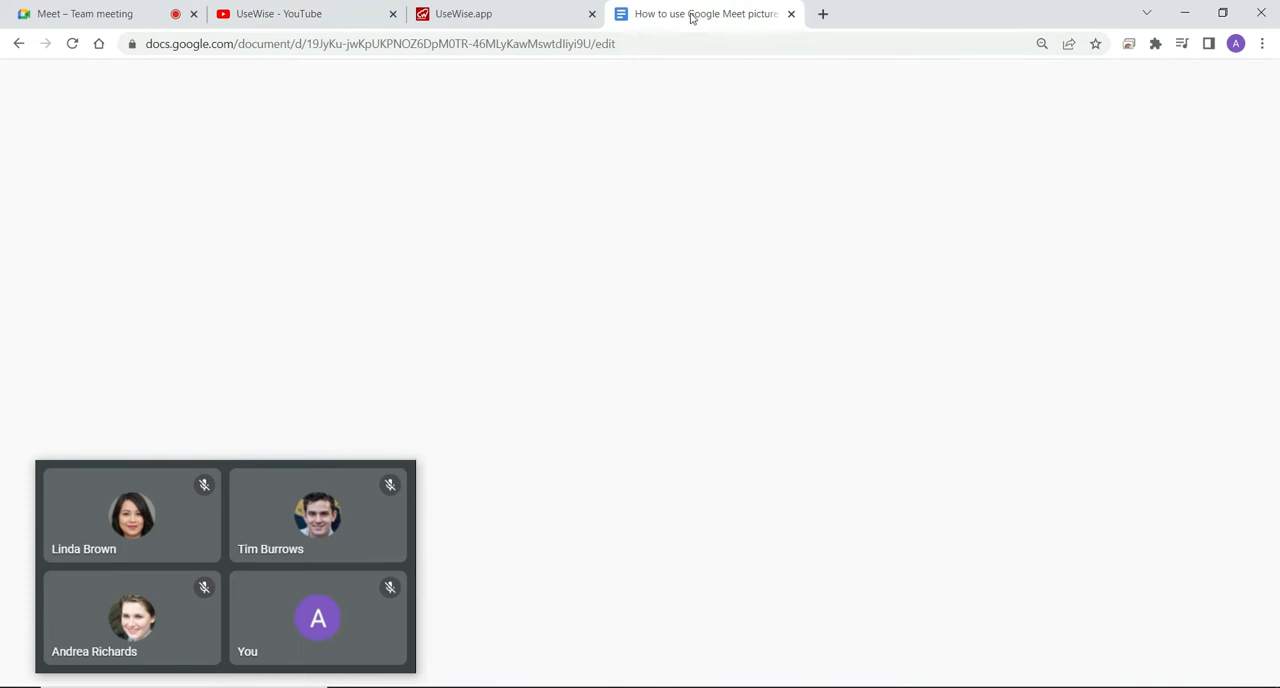 Meet – Team meeting
UseWise - YouTube
UseWise.app
How to use Google Meet picture
docs.google.com/document/d/19JyKu-jwKpUKPNOZ6DpM0TR-46MLyKawMswtdIiyi9U/edit
A
Linda Brown
Tim Burrows
A
Andrea Richards
You